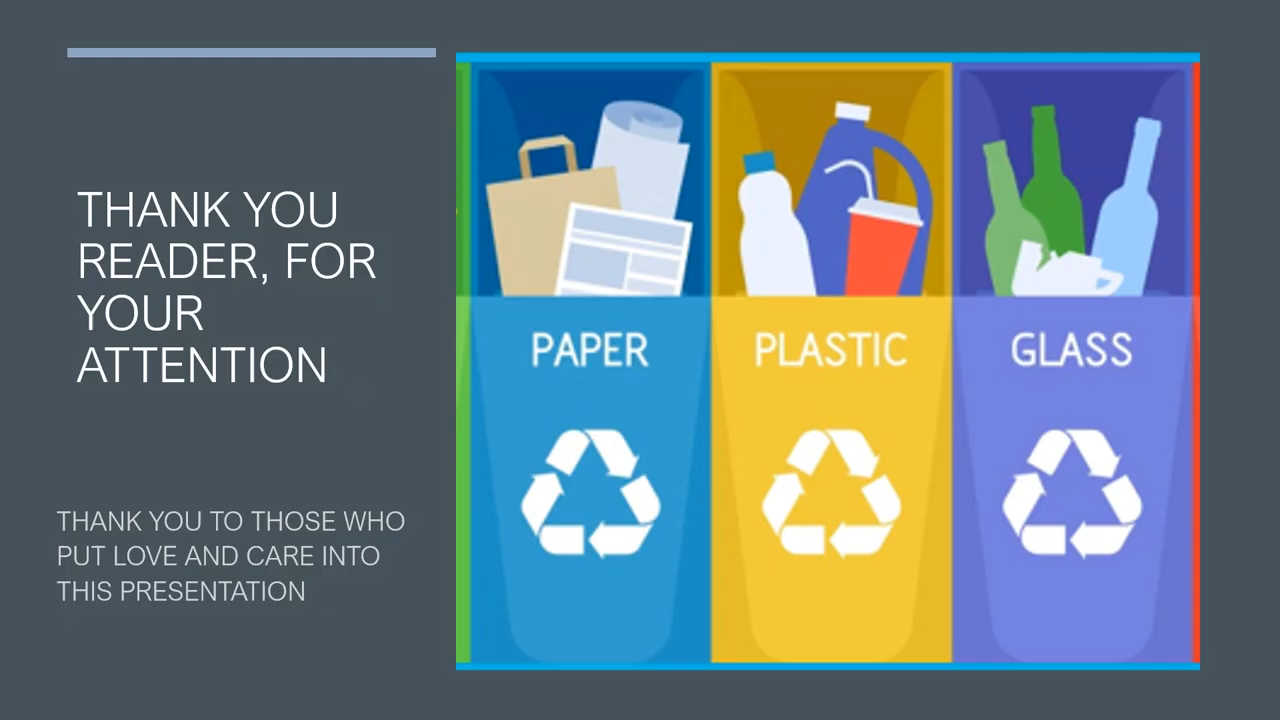 THANK YOU
READER, FOR
YOUR
ATTENTION
THANK YOU TO THOSE WHO
PUT LOVE AND CARE INTO
THIS PRESENTATION
PAPER
PLASTIC
GLASS